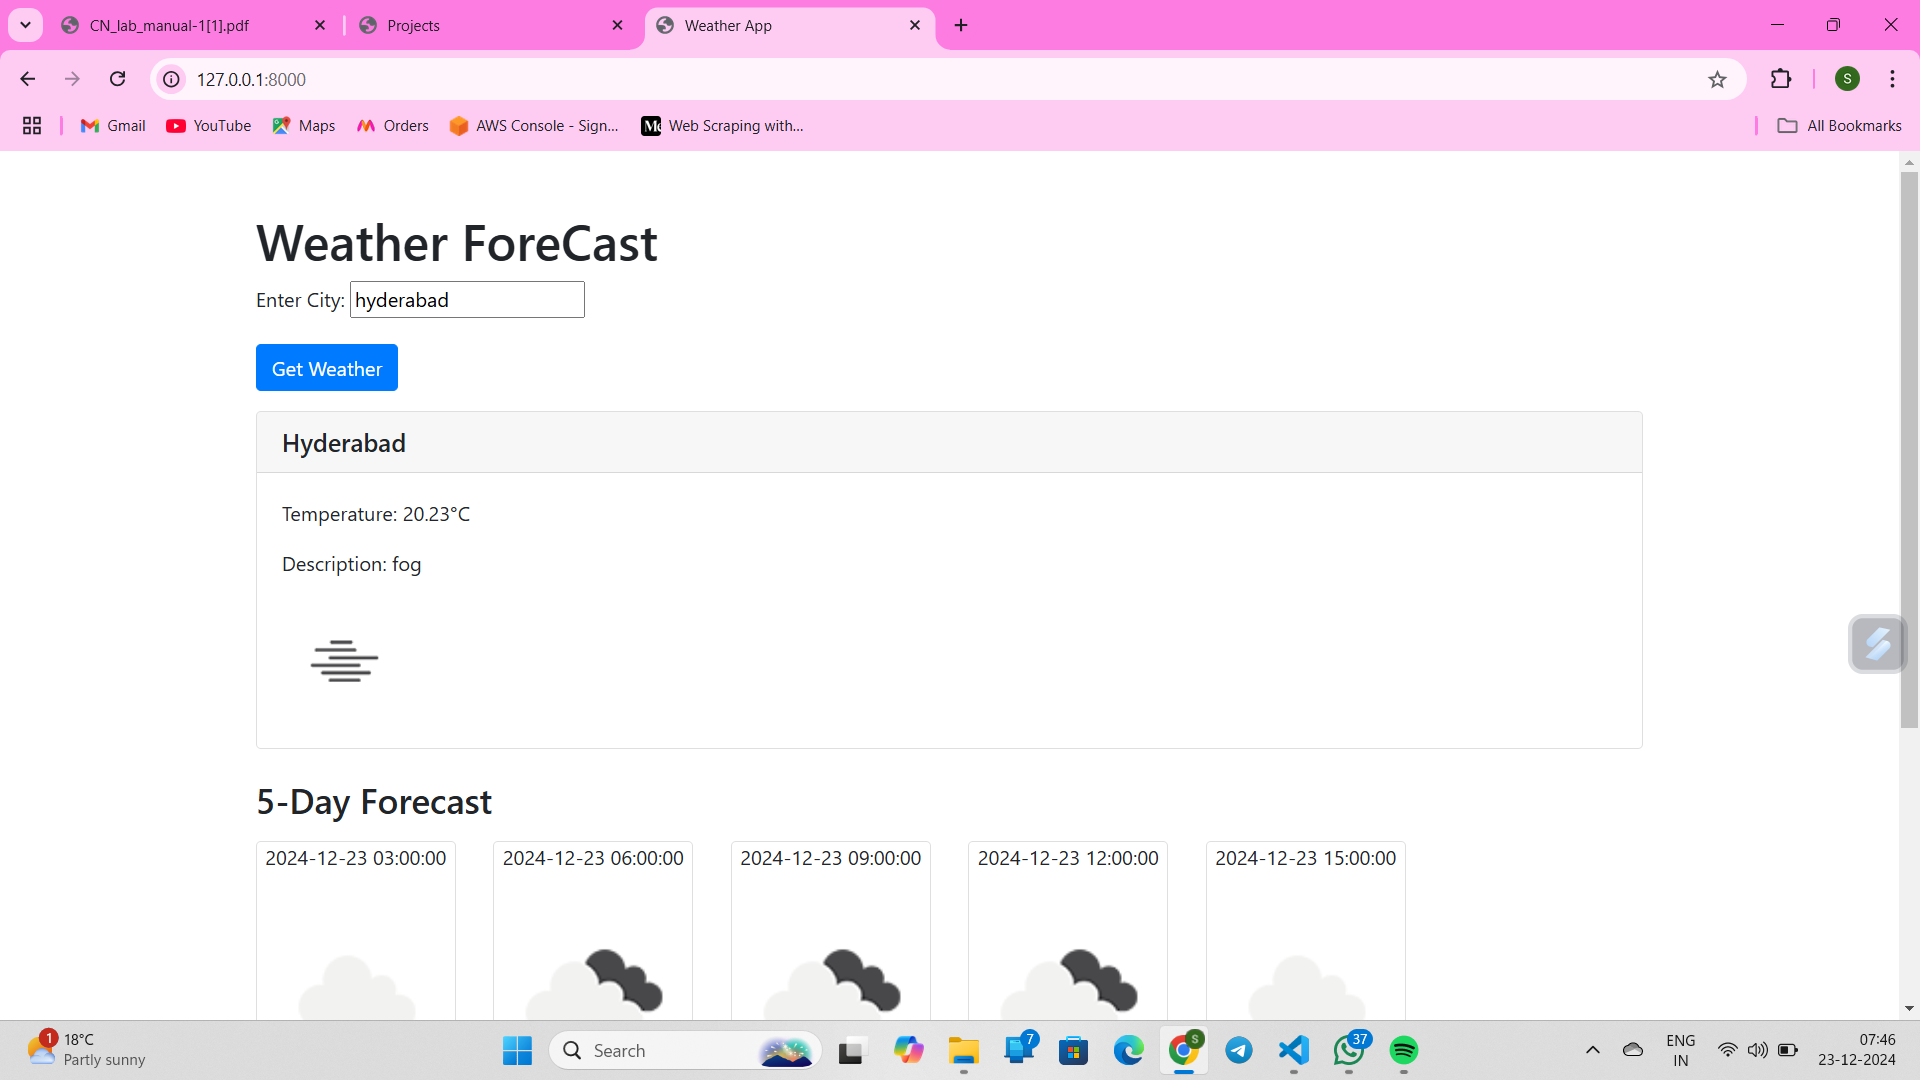 CN_lab_manual-1[1].pdf
Projects
Weather App
127.0.0.1:8000
S
Gmail
YouTube
Maps
Orders
AWS Console - Sign...
Web Scraping with...
All Bookmarks
Weather ForeCast
Enter City: hyderabad
Get Weather
Hyderabad
Temperature: 20.23°C
Description: fog
5-Day Forecast
2024-12-23 03:00:00
2024-12-23 06:00:00
2024-12-23 09:00:00
2024-12-23 12:00:00
2024-12-23 15:00:00
1
18°C
Partly sunny
Search
7
S
37
ENG
IN
07:46
23-12-2024